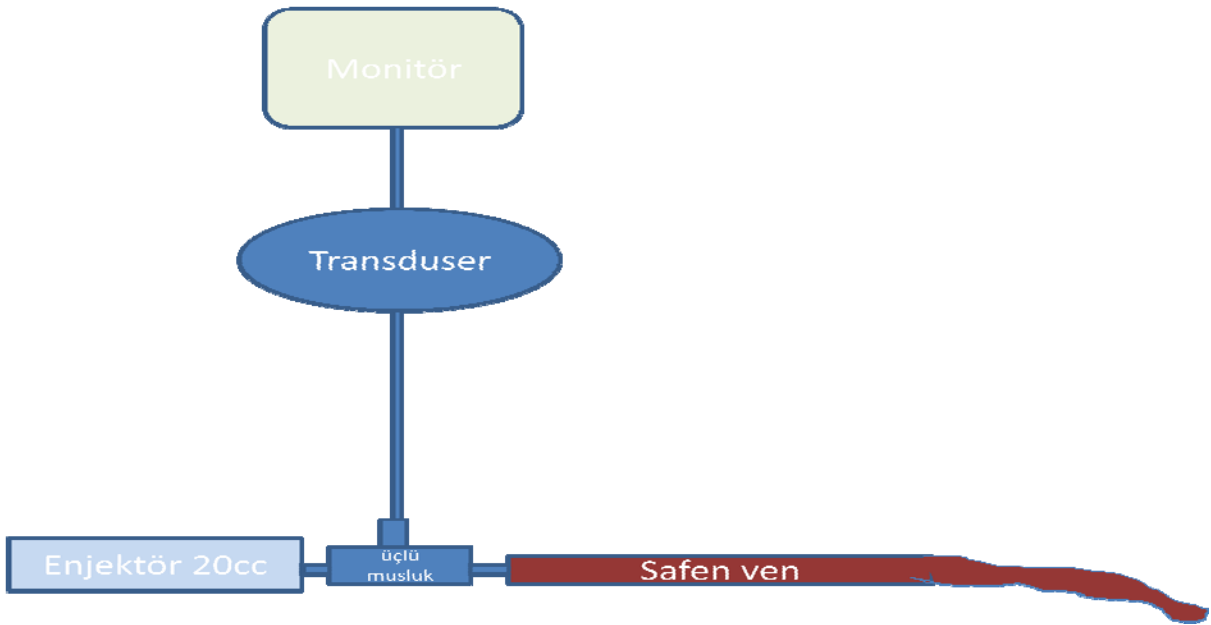 Monitör
Transduser
Enjektör 20cc
üçlü
musluk
Safen ven